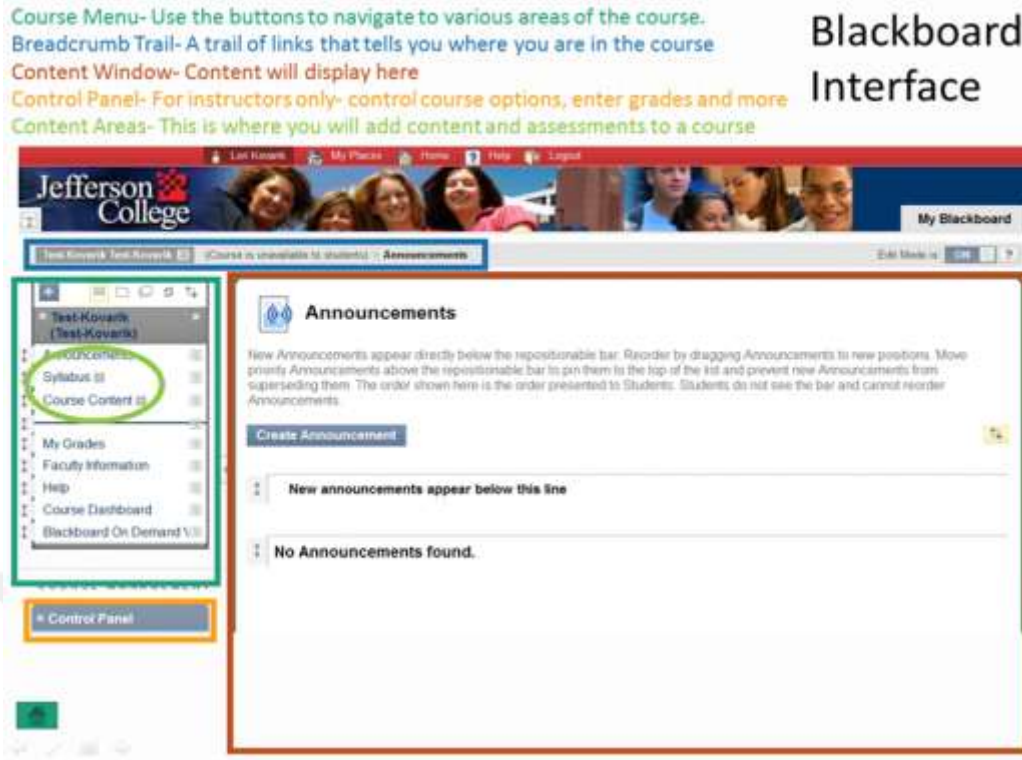 Course Menu- Use the buttons to navigate to various areas of the course.
Breadcrumb Trail- A trail of links that tells you where you are in the course
Content Window- Content will display here
Control Panel- For instructors only- control course options, enter grades and more
Content Areas- This is where you will add content and assessments to a course
Blackboard
Interface
Lori Kovarik My Places Home ? Help Logout
Jefferson
College
My Blackboard
Test-Kovarik Test-Kovarik (Course is unavailable to students) Announcements
Edit Mode is: ON ?
Test-Kovarik
(Test-Kovarik)
Announcements
Syllabus
Course Content
My Grades
Faculty Information
Help
Course Dashboard
Blackboard On Demand V
Control Panel
Announcements
New Announcements appear directly below the repositionable bar. Reorder by dragging Announcements to new positions. Move
priority Announcements above the repositionable bar to pin them to the top of the list and prevent new Announcements from
superseding them. The order shown here is the order presented to Students. Students do not see the bar and cannot reorder
Announcements.
Create Announcement
New announcements appear below this line
No Announcements found.